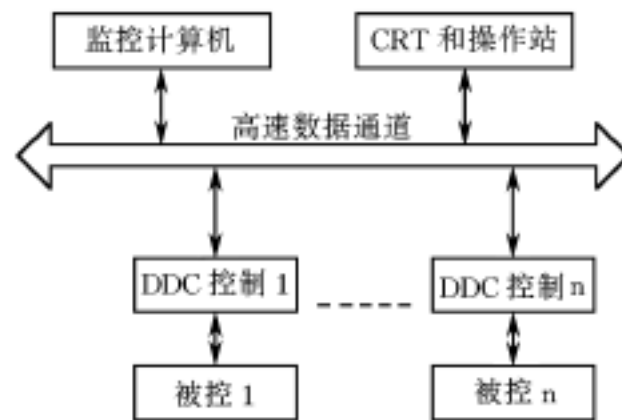 监控计算机
CRT 和操作站
高速数据通道
DDC 控制 1
DDC 控制 n
被控 1
被控 n